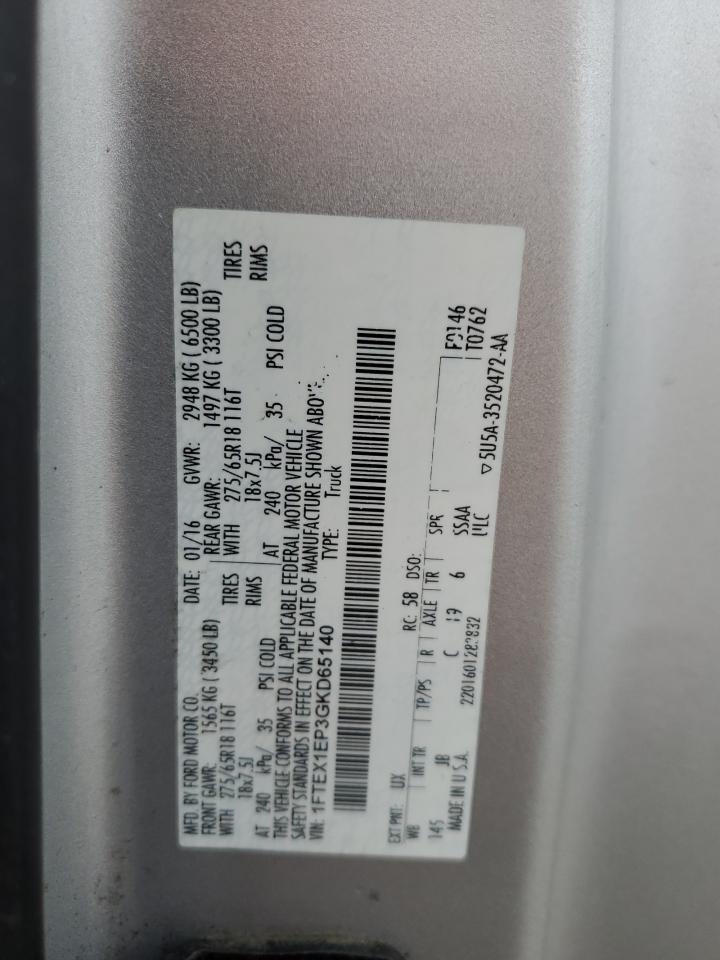 MFD. BY FORD MOTOR CO.
DATE: 01/16 GVWR: 2948 KG ( 6500 LB)
FRONT GAWR: 1565 KG ( 3450 LB)
REAR GAWR: 1497 KG ( 3300 LB)
WITH 275/65R18 116T TIRES
WITH 275/65R18 116T TIRES
18x7.5J RIMS
18x7.5J RIMS
AT 240 kPa/ 35 PSI COLD
AT 240 kPa/ 35 PSI COLD
THIS VEHICLE CONFORMS TO ALL APPLICABLE FEDERAL MOTOR VEHICLE
SAFETY STANDARDS IN EFFECT ON THE DATE OF MANUFACTURE SHOWN
VIN: 1FTEX1EP3GKD65140
TYPE: Truck
EXT PNT: UX RC: 58 DSO:
WB INT TR TP/PS R AXLE TR SPR
145 JB C 19 6 SSAA
T0762
MADE IN U.S.A.
▽5U5A-3520472-AA